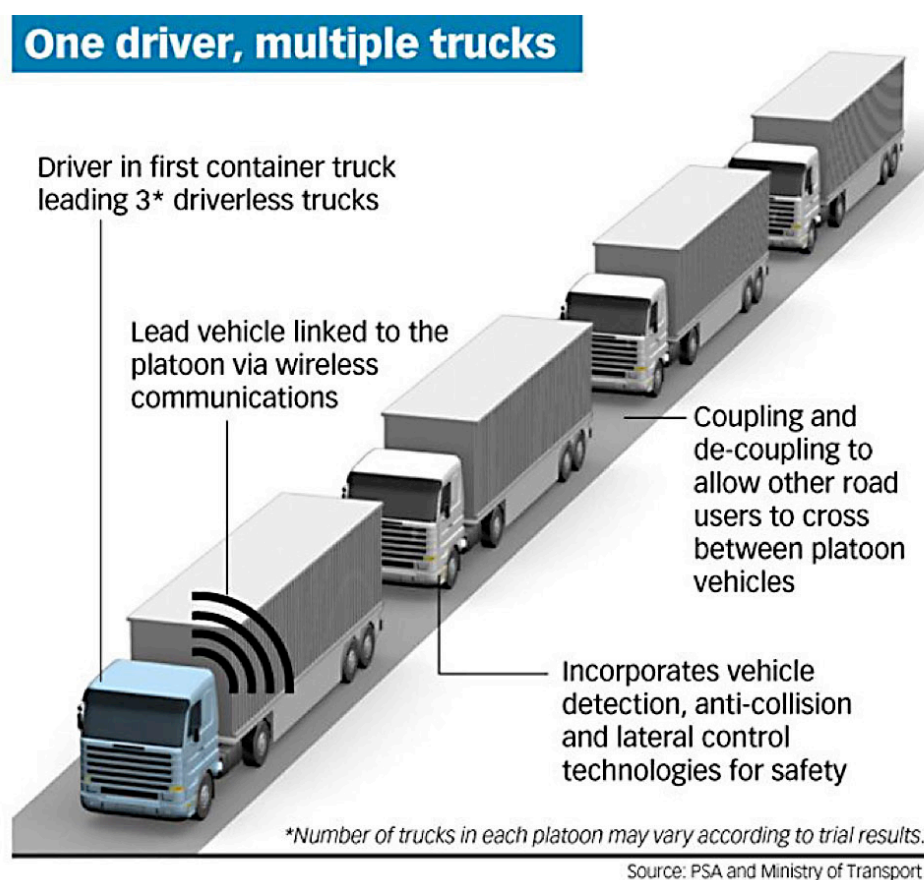 One driver, multiple trucks
Driver in first container truck
leading 3* driverless trucks
Lead vehicle linked to the
platoon via wireless
communications
Coupling and
de-coupling to
allow other road
users to cross
between platoon
vehicles
Incorporates vehicle
detection, anti-collision
and lateral control
technologies for safety
*Number of trucks in each platoon may vary according to trial results.
Source: PSA and Ministry of Transport